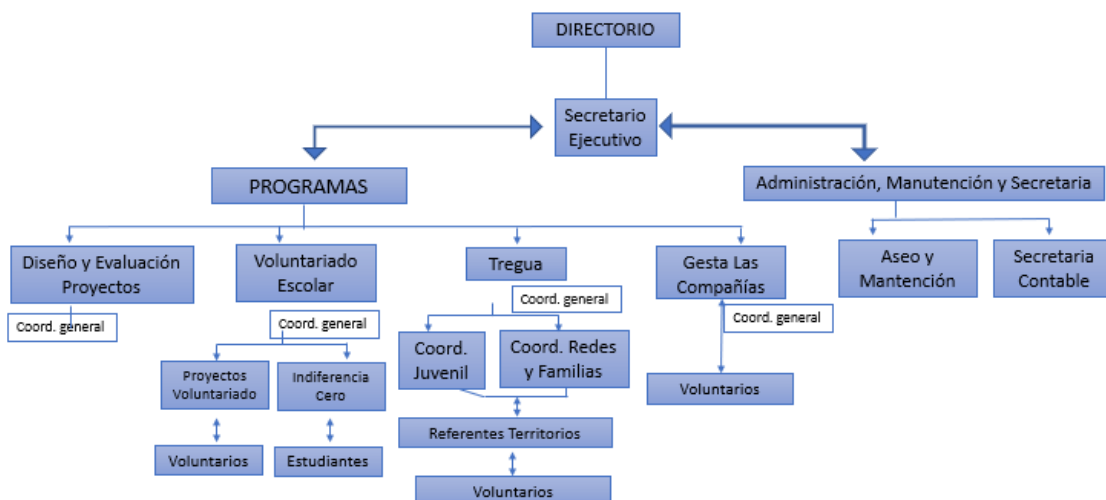 DIRECTORIO
Secretario
Ejecutivo
PROGRAMAS
Administración, Manutención y Secretaria
Diseño y Evaluación
Proyectos
Coord. general
Voluntariado
Escolar
Coord. general
Tregua
Coord. general
Gesta Las
Compañías
Coord. general
Aseo y
Mantención
Secretaria
Contable
Proyectos
Voluntariado
Indiferencia
Cero
Coord.
Juvenil
Coord. Redes
y Familias
Voluntarios
Referentes Territorios
Voluntarios
Estudiantes
Voluntarios